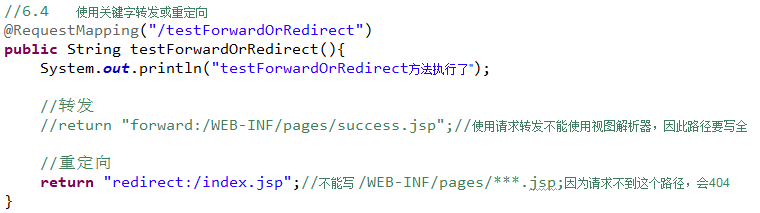 //6.4 使用关键字转发或重定向
@RequestMapping("/testForwardOrRedirect")
public String testForwardOrRedirect(){
System.out.println("testForwardOrRedirect方法执行了");
//转发
//return "forward:/WEB-INF/pages/success.jsp";//使用请求转发不能使用视图解析器，因此路径要写全
//重定向
return "redirect:/index.jsp";//不能写 /WEB-INF/pages/***.jsp;因为请求不到这个路径，会404
}